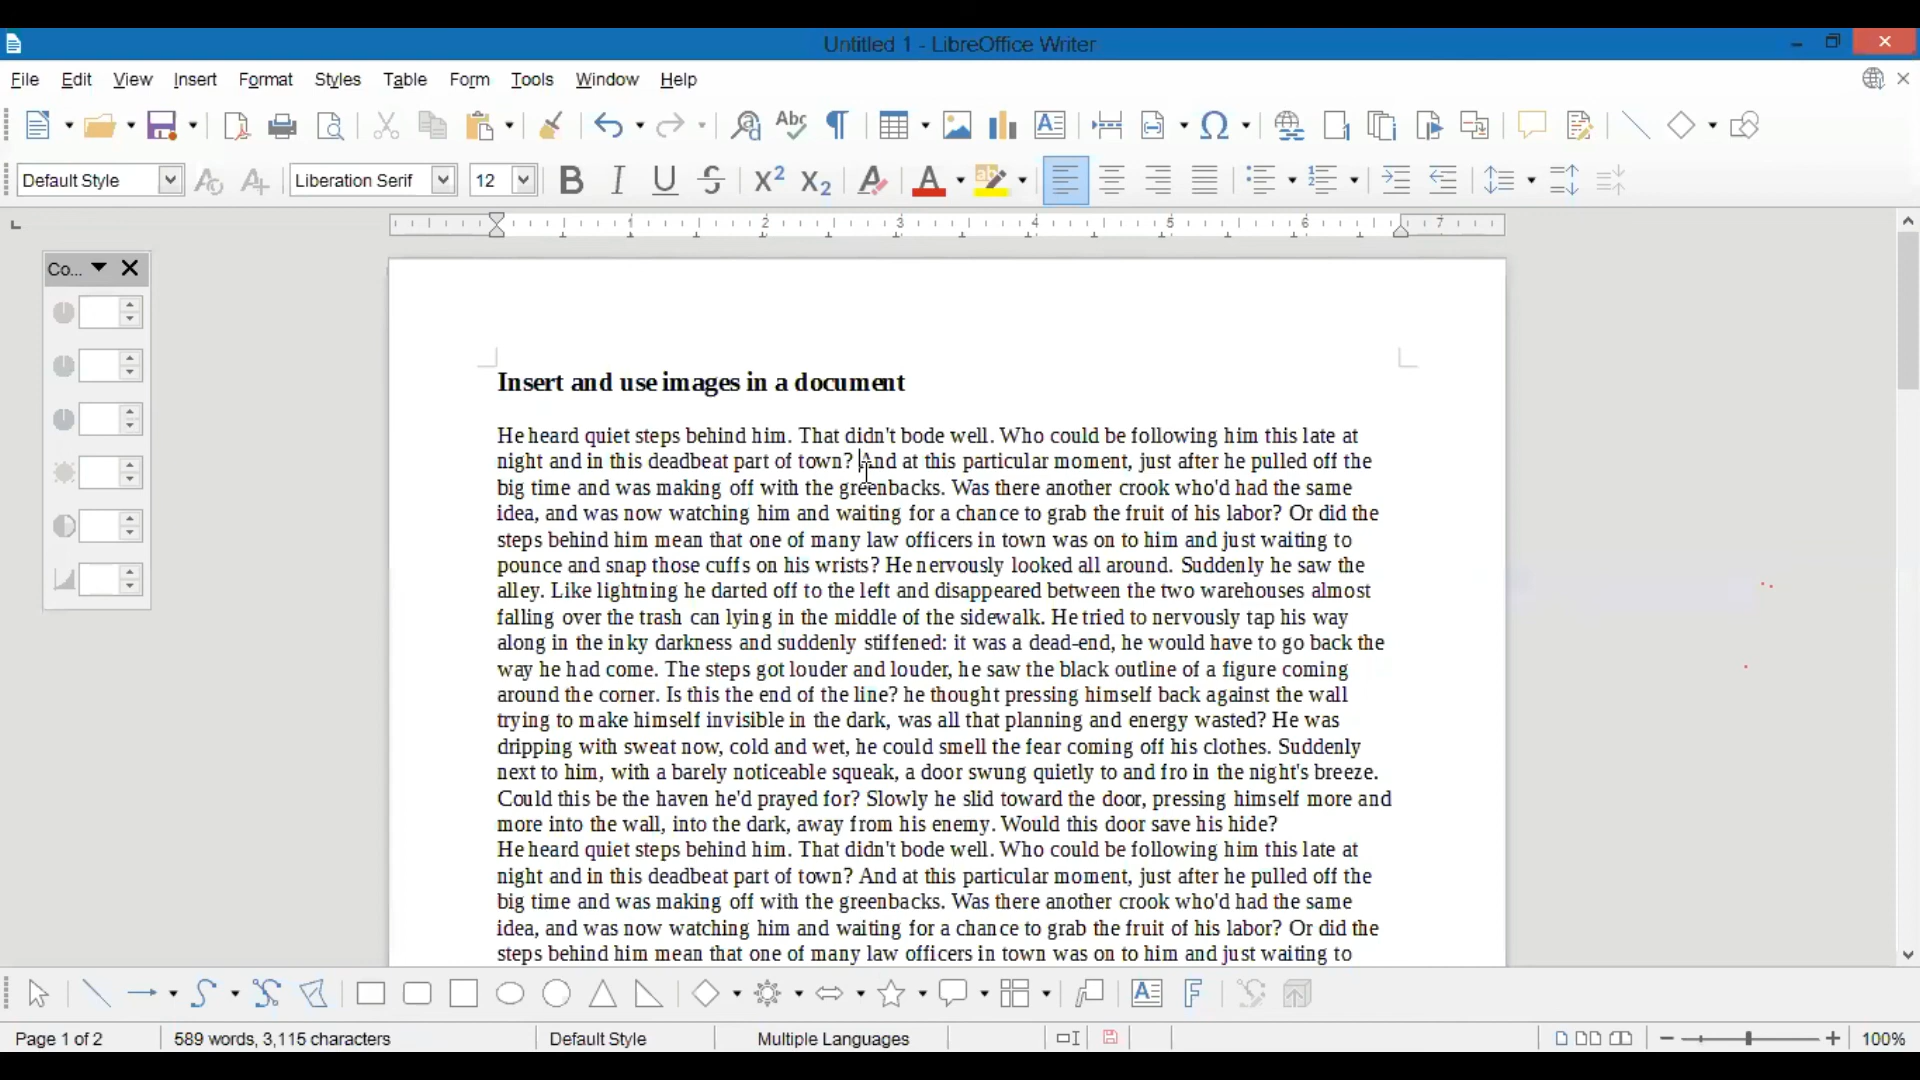 Untitled 1 - LibreOffice Writer
File Edit View Insert Format Styles Table Form Tools Window Help
Default Style Liberation Serif 12
1 2 3 4 5 6 7
Co...
Insert and use images in a document
He heard quiet steps behind him. That didn't bode well. Who could be following him this late at
night and in this deadbeat part of town? And at this particular moment, just after he pulled off the
big time and was making off with the greenbacks. Was there another crook who'd had the same
idea, and was now watching him and waiting for a chance to grab the fruit of his labor? Or did the
steps behind him mean that one of many law officers in town was on to him and just waiting to
pounce and snap those cuffs on his wrists? He nervously looked all around. Suddenly he saw the
alley. Like lightning he darted off to the left and disappeared between the two warehouses almost
falling over the trash can lying in the middle of the sidewalk. He tried to nervously tap his way
along in the inky darkness and suddenly stiffened: it was a dead-end, he would have to go back the
way he had come. The steps got louder and louder, he saw the black outline of a figure coming
around the corner. Is this the end of the line? he thought pressing himself back against the wall
trying to make himself invisible in the dark, was all that planning and energy wasted? He was
dripping with sweat now, cold and wet, he could smell the fear coming off his clothes. Suddenly
next to him, with a barely noticeable squeak, a door swung quietly to and fro in the night's breeze.
Could this be the haven he'd prayed for? Slowly he slid toward the door, pressing himself more and
more into the wall, into the dark, away from his enemy. Would this door save his hide?
He heard quiet steps behind him. That didn't bode well. Who could be following him this late at
night and in this deadbeat part of town? And at this particular moment, just after he pulled off the
big time and was making off with the greenbacks. Was there another crook who'd had the same
idea, and was now watching him and waiting for a chance to grab the fruit of his labor? Or did the
steps behind him mean that one of many law officers in town was on to him and just waiting to
Page 1 of 2 589 words, 3,115 characters Default Style Multiple Languages 100%